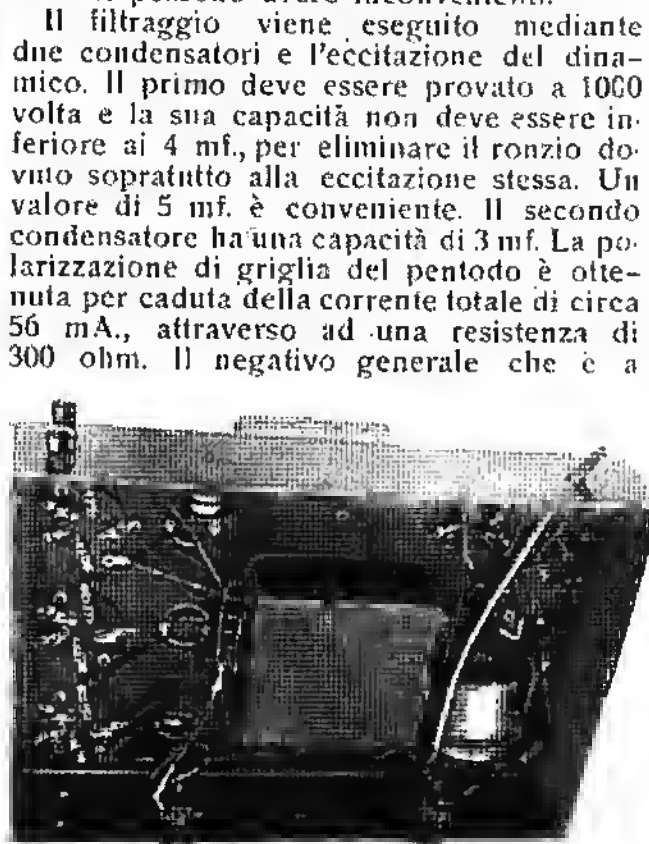 Il filtraggio viene eseguito mediante
due condensatori e l'eccitazione del dina-
mico. Il primo deve essere provato a 1000
volta e la sua capacità non deve essere in-
feriore ai 4 mf., per eliminare il ronzio do-
vuto sopratutto alla eccitazione stessa. Un
valore di 5 mf. è conveniente. Il secondo
condensatore ha una capacità di 3 mf. La po-
larizzazione di griglia del pentodo è otte-
nuta per caduta della corrente totale di circa
56 mA., attraverso ad una resistenza di
300 ohm. Il negativo generale che è a